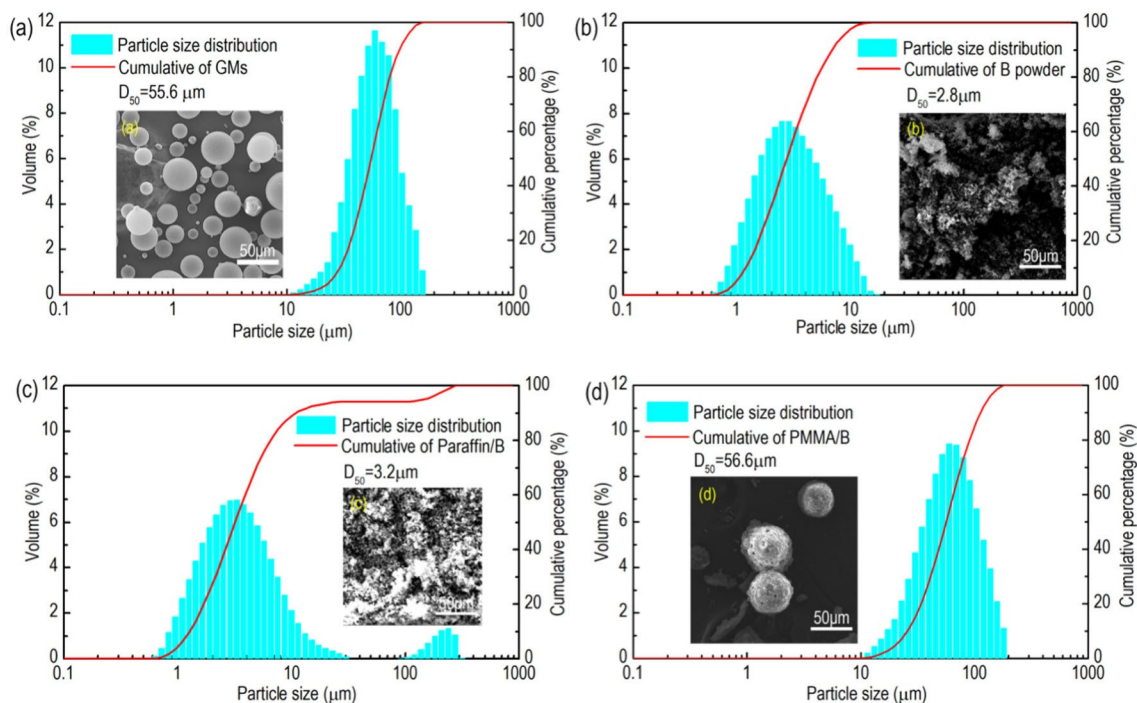 (a)
Particle size distribution
Cumulative of GMs
D50=55.6 μm
(a)
50μm
Volume (%)
12
10
8
6
4
2
0
Cumulative percentage (%)
100
80
60
40
20
0
0.1 1 10 100 1000
Particle size (μm)
(b)
Particle size distribution
Cumulative of B powder
D50=2.8μm
(b)
50μm
Volume (%)
12
10
8
6
4
2
0
Cumulative percentage (%)
100
80
60
40
20
0
0.1 1 10 100 1000
Particle size (μm)
(c)
Particle size distribution
Cumulative of Paraffin/B
D50=3.2μm
(c)
Volume (%)
12
10
8
6
4
2
0
Cumulative percentage (%)
100
80
60
40
20
0
0.1 1 10 100 1000
Particle size (μm)
(d)
Particle size distribution
Cumulative of PMMA/B
D50=56.6μm
(d)
50μm
Volume (%)
12
10
8
6
4
2
0
Cumulative percentage (%)
100
80
60
40
20
0
0.1 1 10 100 1000
Particle size (μm)